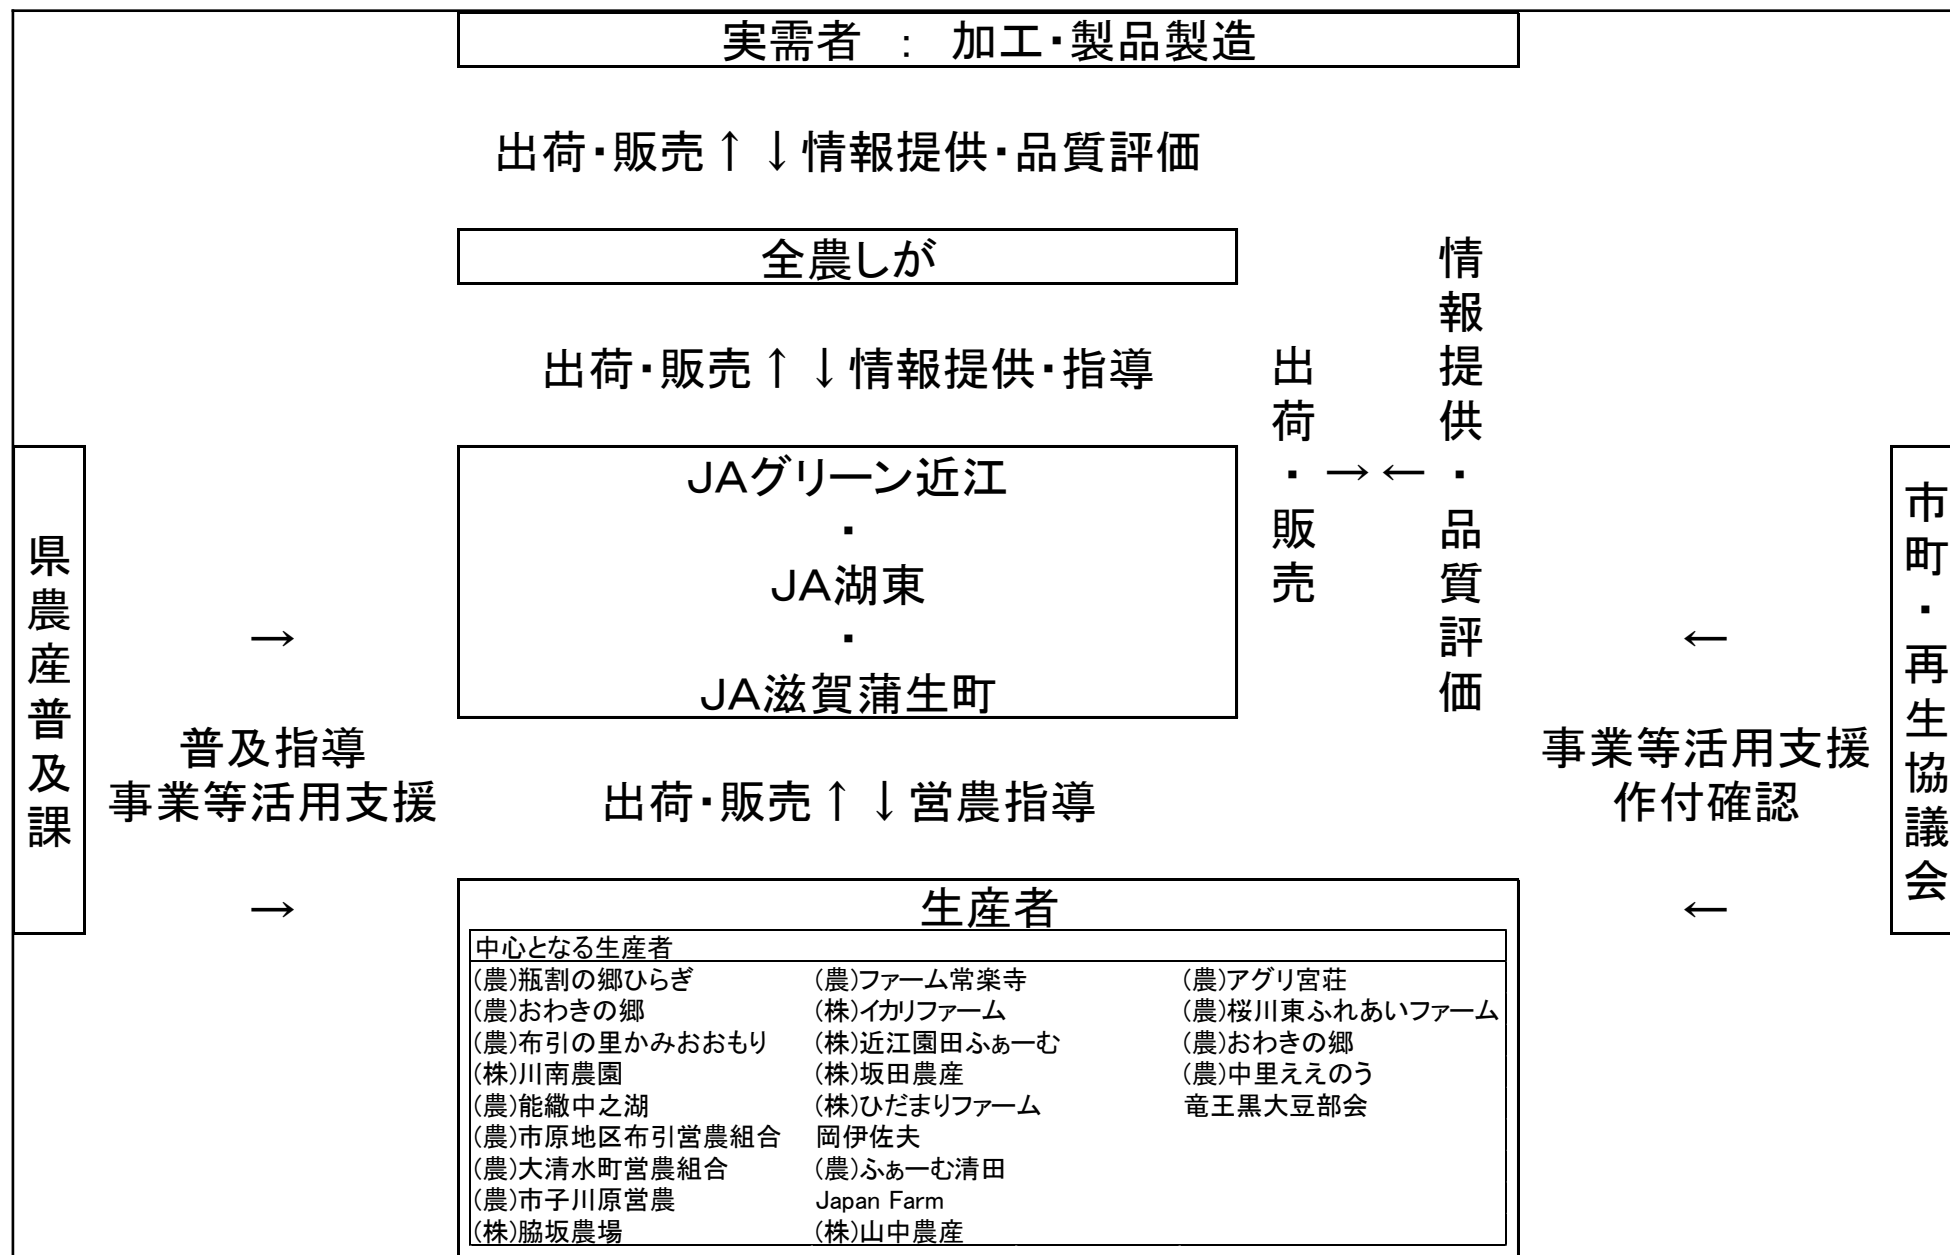 実需者　：　加工・製品製造
出荷・販売↑↓情報提供・品質評価
全農しが
出荷・販売↑↓情報提供・指導
出荷・販売
→←
情報提供・品質評価
JAグリーン近江
・
JA湖東
・
JA滋賀蒲生町
県農産普及課
→
普及指導
事業等活用支援
→
出荷・販売↑↓営農指導
←
事業等活用支援
作付確認
←
市町・再生協議会
生産者
中心となる生産者
(農)瓶割の郷ひらぎ　(農)ファーム常楽寺　(農)アグリ宮荘
(農)おわきの郷　(株)イカリファーム　(農)桜川東ふれあいファーム
(農)布引の里かみおおもり　(株)近江園田ふぁーむ　(農)おわきの郷
(株)川南農園　(株)坂田農産　(農)中里ええのう
(農)能繖中之湖　(株)ひだまりファーム　竜王黒大豆部会
(農)市原地区布引営農組合　岡伊佐夫
(農)大清水町営農組合　(農)ふぁーむ清田
(農)市子川原営農　Japan Farm
(株)脇坂農場　(株)山中農産